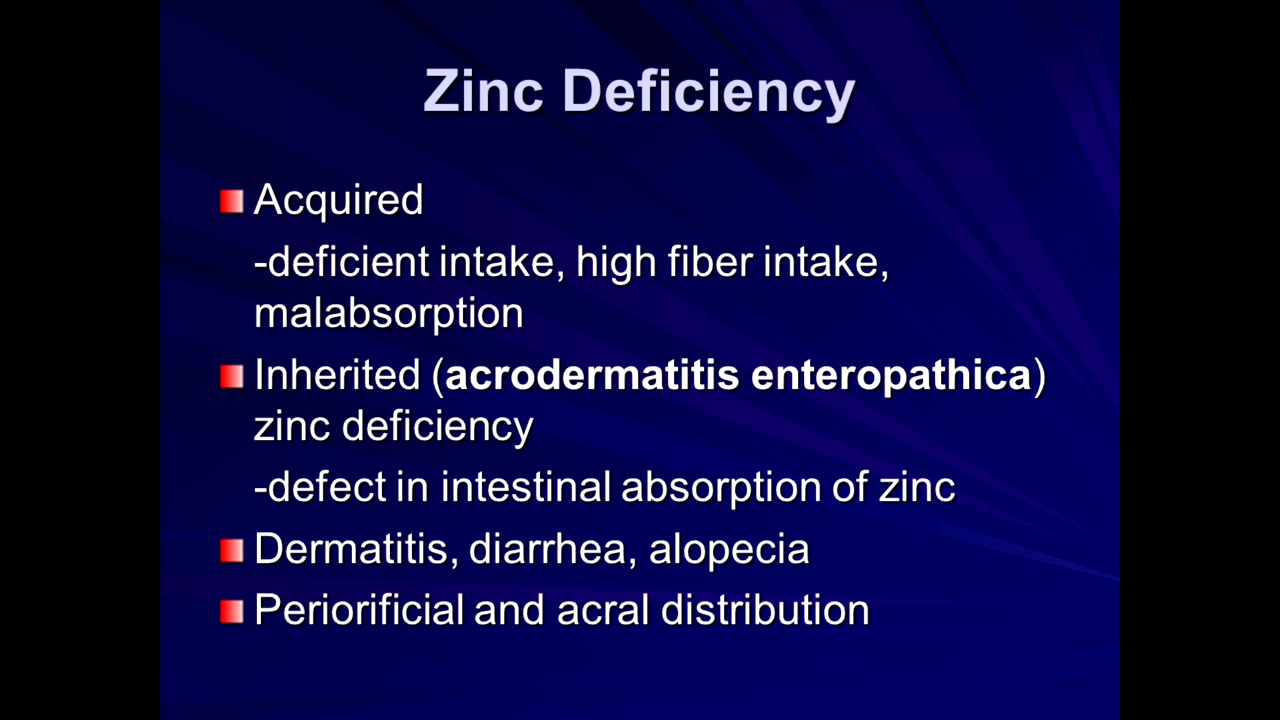 Zinc Deficiency
Acquired
-deficient intake, high fiber intake,
malabsorption
Inherited (acrodermatitis enteropathica)
zinc deficiency
-defect in intestinal absorption of zinc
Dermatitis, diarrhea, alopecia
Periorificial and acral distribution